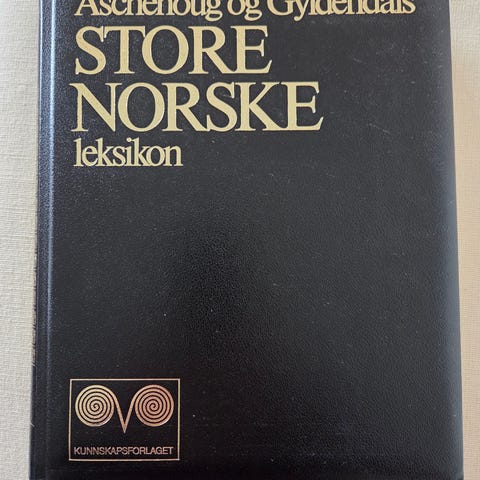 Aschehoug og Gyldendals
STORE
NORSKE
leksikon
KUNNSKAPSFORLAGET